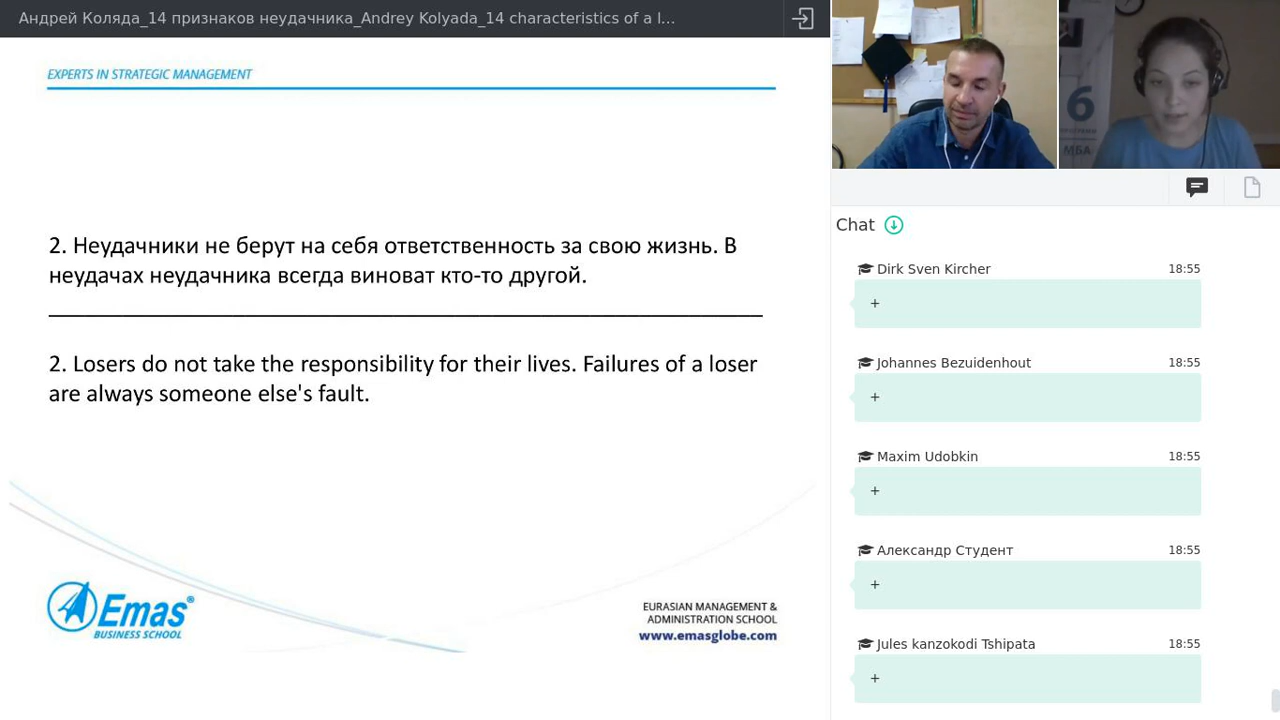 Андрей Коляда_14 признаков неудачника_Andrey Kolyada_14 characteristics of a l...
EXPERTS IN STRATEGIC MANAGEMENT
2. Неудачники не берут на себя ответственность за свою жизнь. В
неудачах неудачника всегда виноват кто-то другой.
2. Losers do not take the responsibility for their lives. Failures of a loser
are always someone else's fault.
Emas®
BUSINESS SCHOOL
EURASIAN MANAGEMENT &
ADMINISTRATION SCHOOL
www.emasglobe.com
6
МБА
Chat
Dirk Sven Kircher 18:55
+
Johannes Bezuidenhout 18:55
+
Maxim Udobkin 18:55
+
Александр Студент 18:55
+
Jules kanzokodi Tshipata 18:55
+